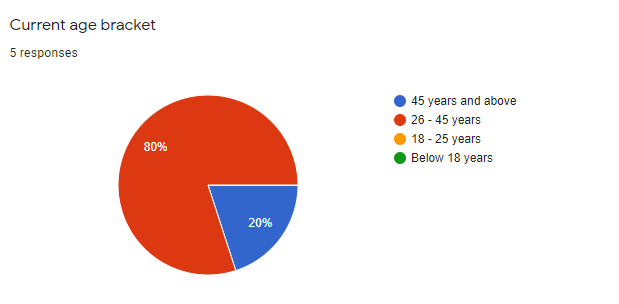 Current age bracket
5 responses
80%
20%
45 years and above
26 - 45 years
18 - 25 years
Below 18 years